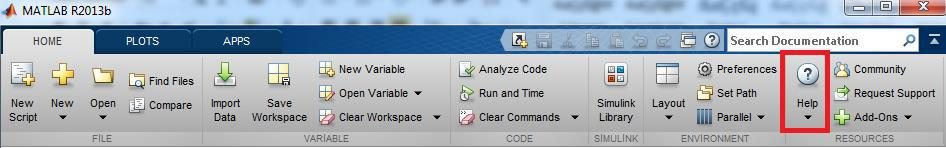 MATLAB R2013b
HOME PLOTS APPS Search Documentation
New Script
New
Open
Find Files
Compare
Import Data
Save Workspace
New Variable
Open Variable
Clear Workspace
Analyze Code
Run and Time
Clear Commands
Simulink Library
Layout
Preferences
Set Path
Parallel
? Help
Community
Request Support
Add-Ons
FILE VARIABLE CODE SIMULINK ENVIRONMENT RESOURCES